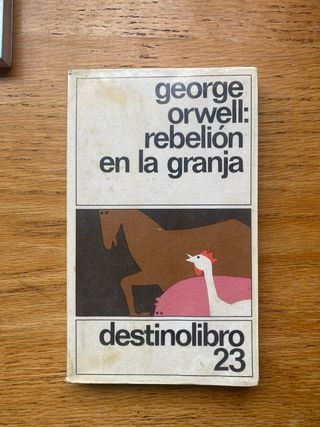 george
orwell:
rebelión
en la granja
destinolibro
23